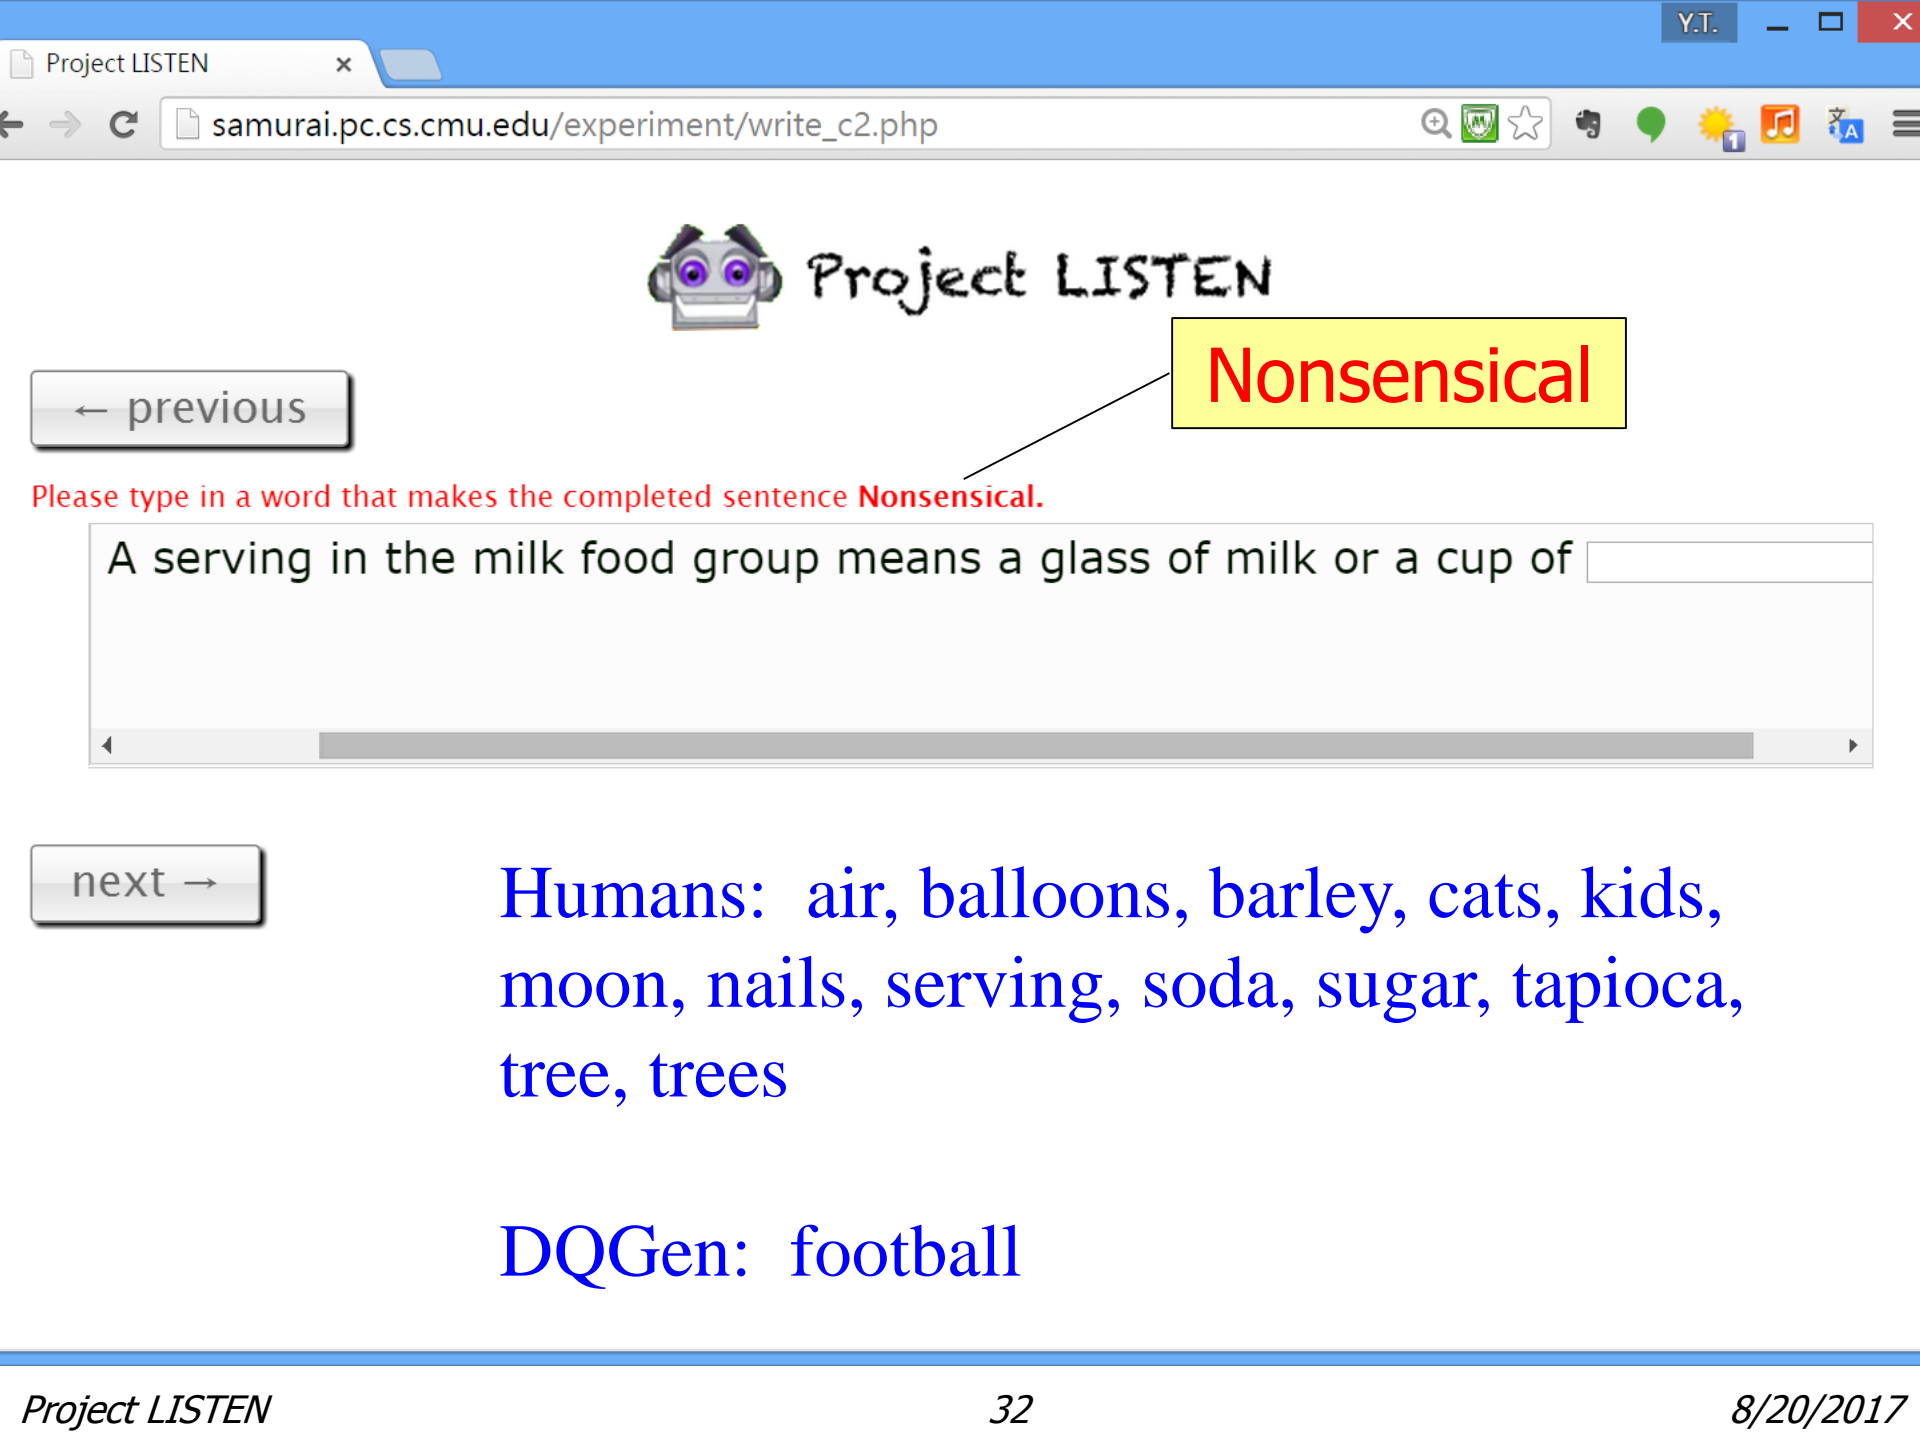 Y.T.
Project LISTEN
samurai.pc.cs.cmu.edu/experiment/write_c2.php
1
A
Project LISTEN
Nonsensical
← previous
Please type in a word that makes the completed sentence Nonsensical.
A serving in the milk food group means a glass of milk or a cup of
next →
Humans: air, balloons, barley, cats, kids,
moon, nails, serving, soda, sugar, tapioca,
tree, trees
DQGen: football
Project LISTEN
32
8/20/2017